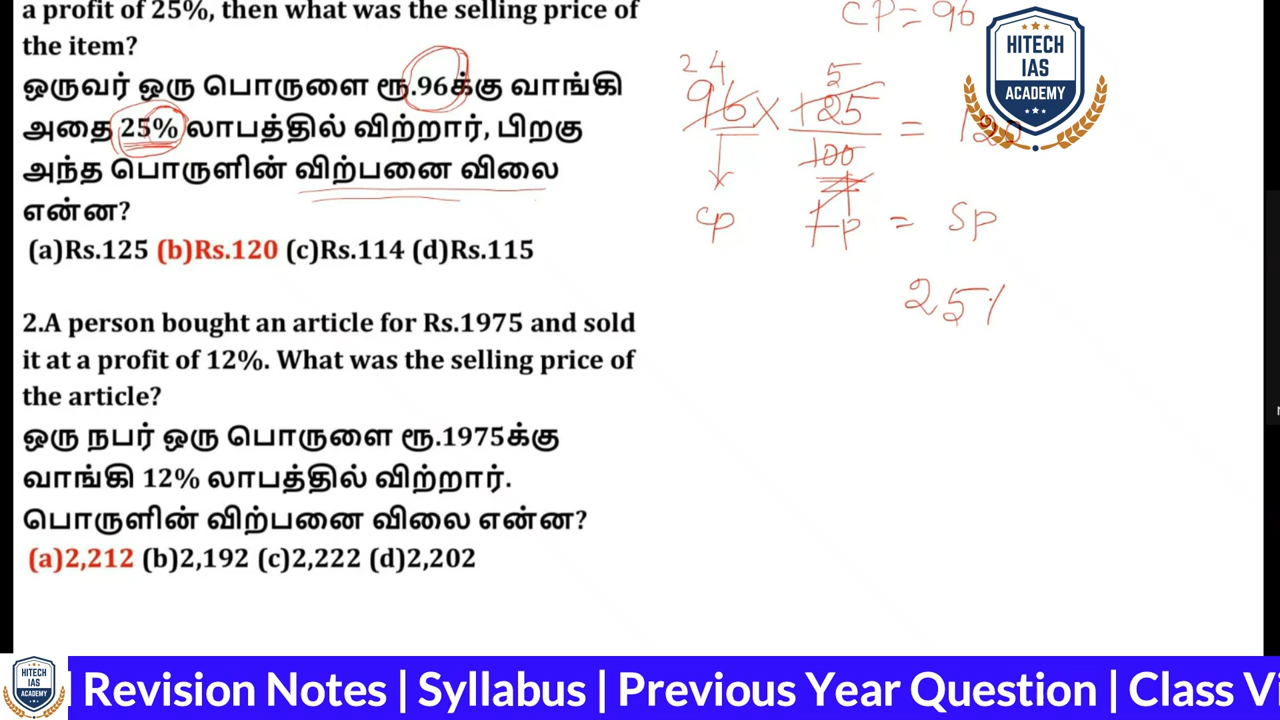 a profit of 25%, then what was the selling price of
the item?
ஒருவர் ஒரு பொருளை ரூ.96க்கு வாங்கி
அதை 25% லாபத்தில் விற்றார், பிறகு
அந்த பொருளின் விற்பனை விலை
என்ன?
(a)Rs.125 (b)Rs.120 (c)Rs.114 (d)Rs.115
2.A person bought an article for Rs.1975 and sold
it at a profit of 12%. What was the selling price of
the article?
ஒரு நபர் ஒரு பொருளை ரூ.1975க்கு
வாங்கி 12% லாபத்தில் விற்றார்.
பொருளின் விற்பனை விலை என்ன?
(a)2,212 (b)2,192 (c)2,222 (d)2,202
CP = 96
24 5
96 x 125 = 120
100
4
CP = SP
25%
HITECH
IAS
ACADEMY
HITECH
IAS
ACADEMY
Revision Notes | Syllabus | Previous Year Question | Class Vi